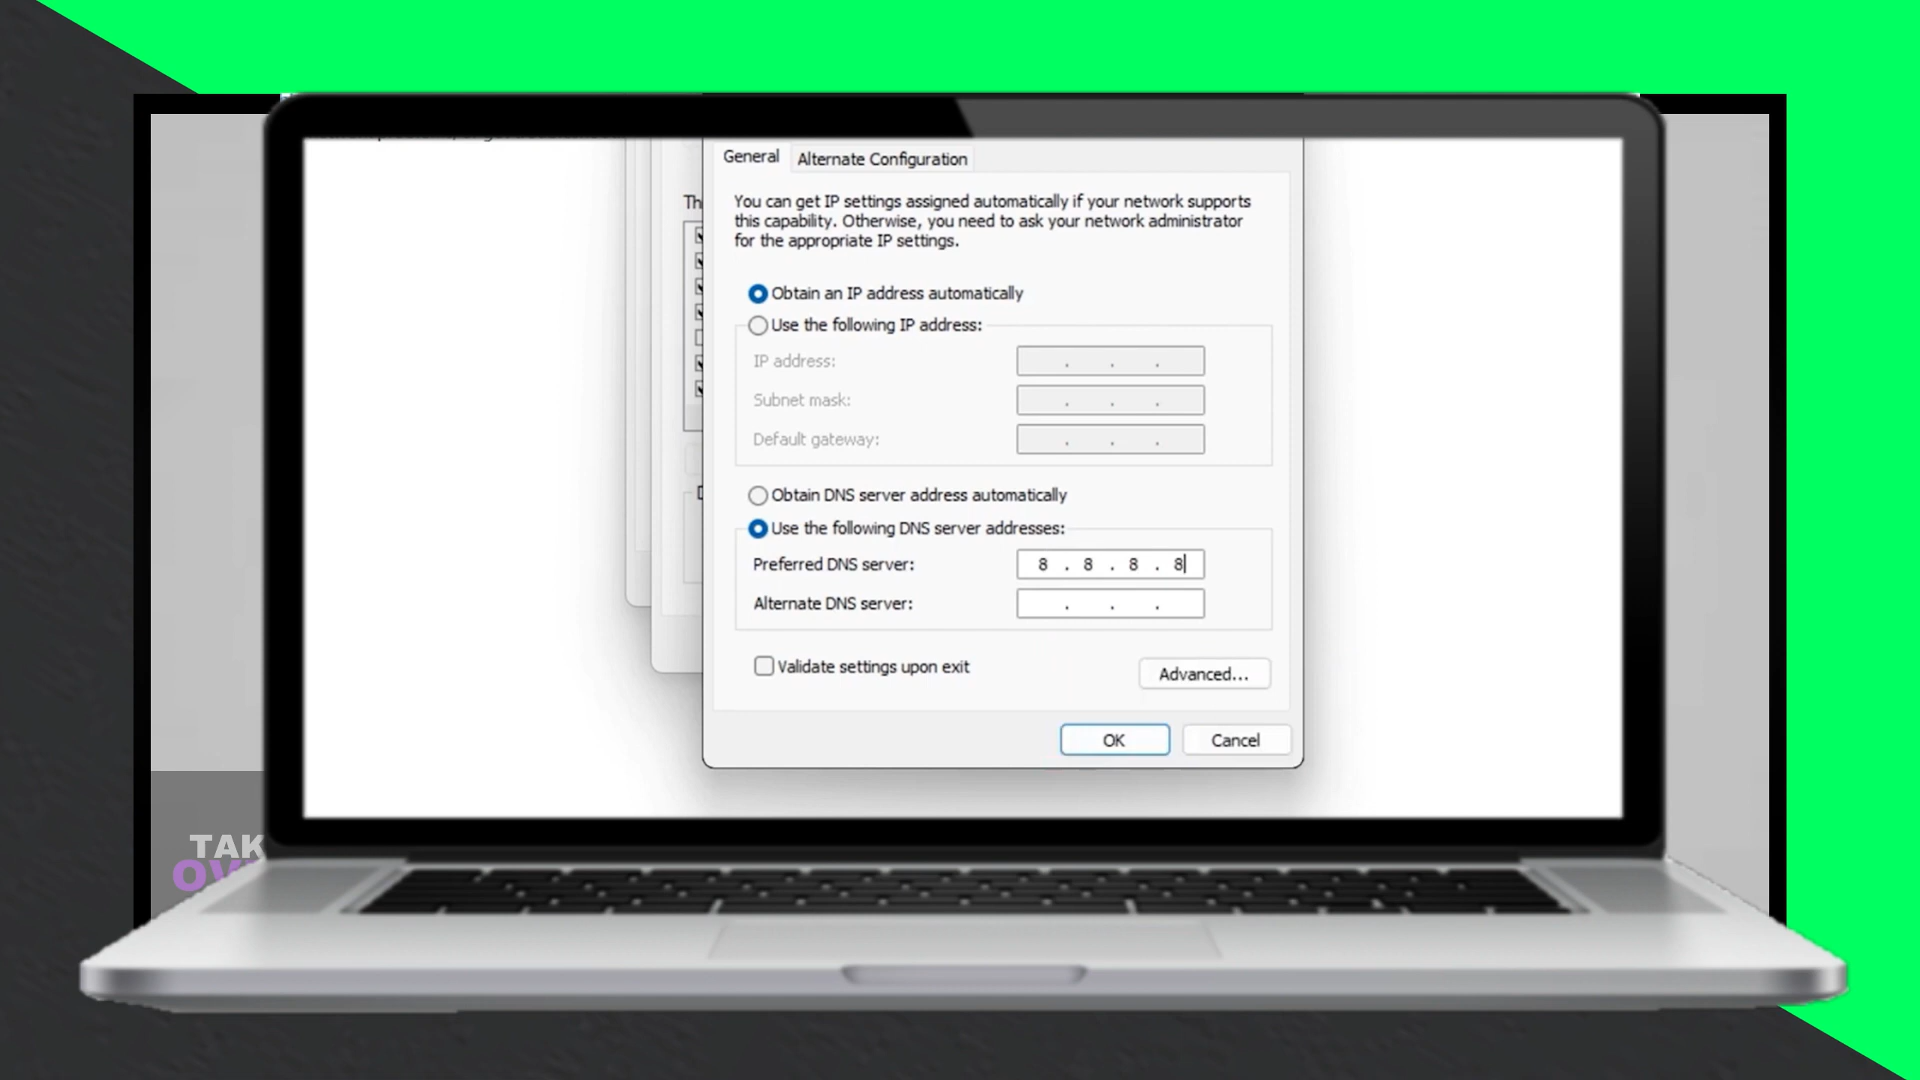 General
Alternate Configuration
You can get IP settings assigned automatically if your network supports
this capability. Otherwise, you need to ask your network administrator
for the appropriate IP settings.
Th
Obtain an IP address automatically
Use the following IP address:
IP address:
. . .
Subnet mask:
. . .
Default gateway:
. . .
Obtain DNS server address automatically
Use the following DNS server addresses:
Preferred DNS server:
8 . 8 . 8 . 8
Alternate DNS server:
. . .
Validate settings upon exit
Advanced...
OK
Cancel
TAK
OV